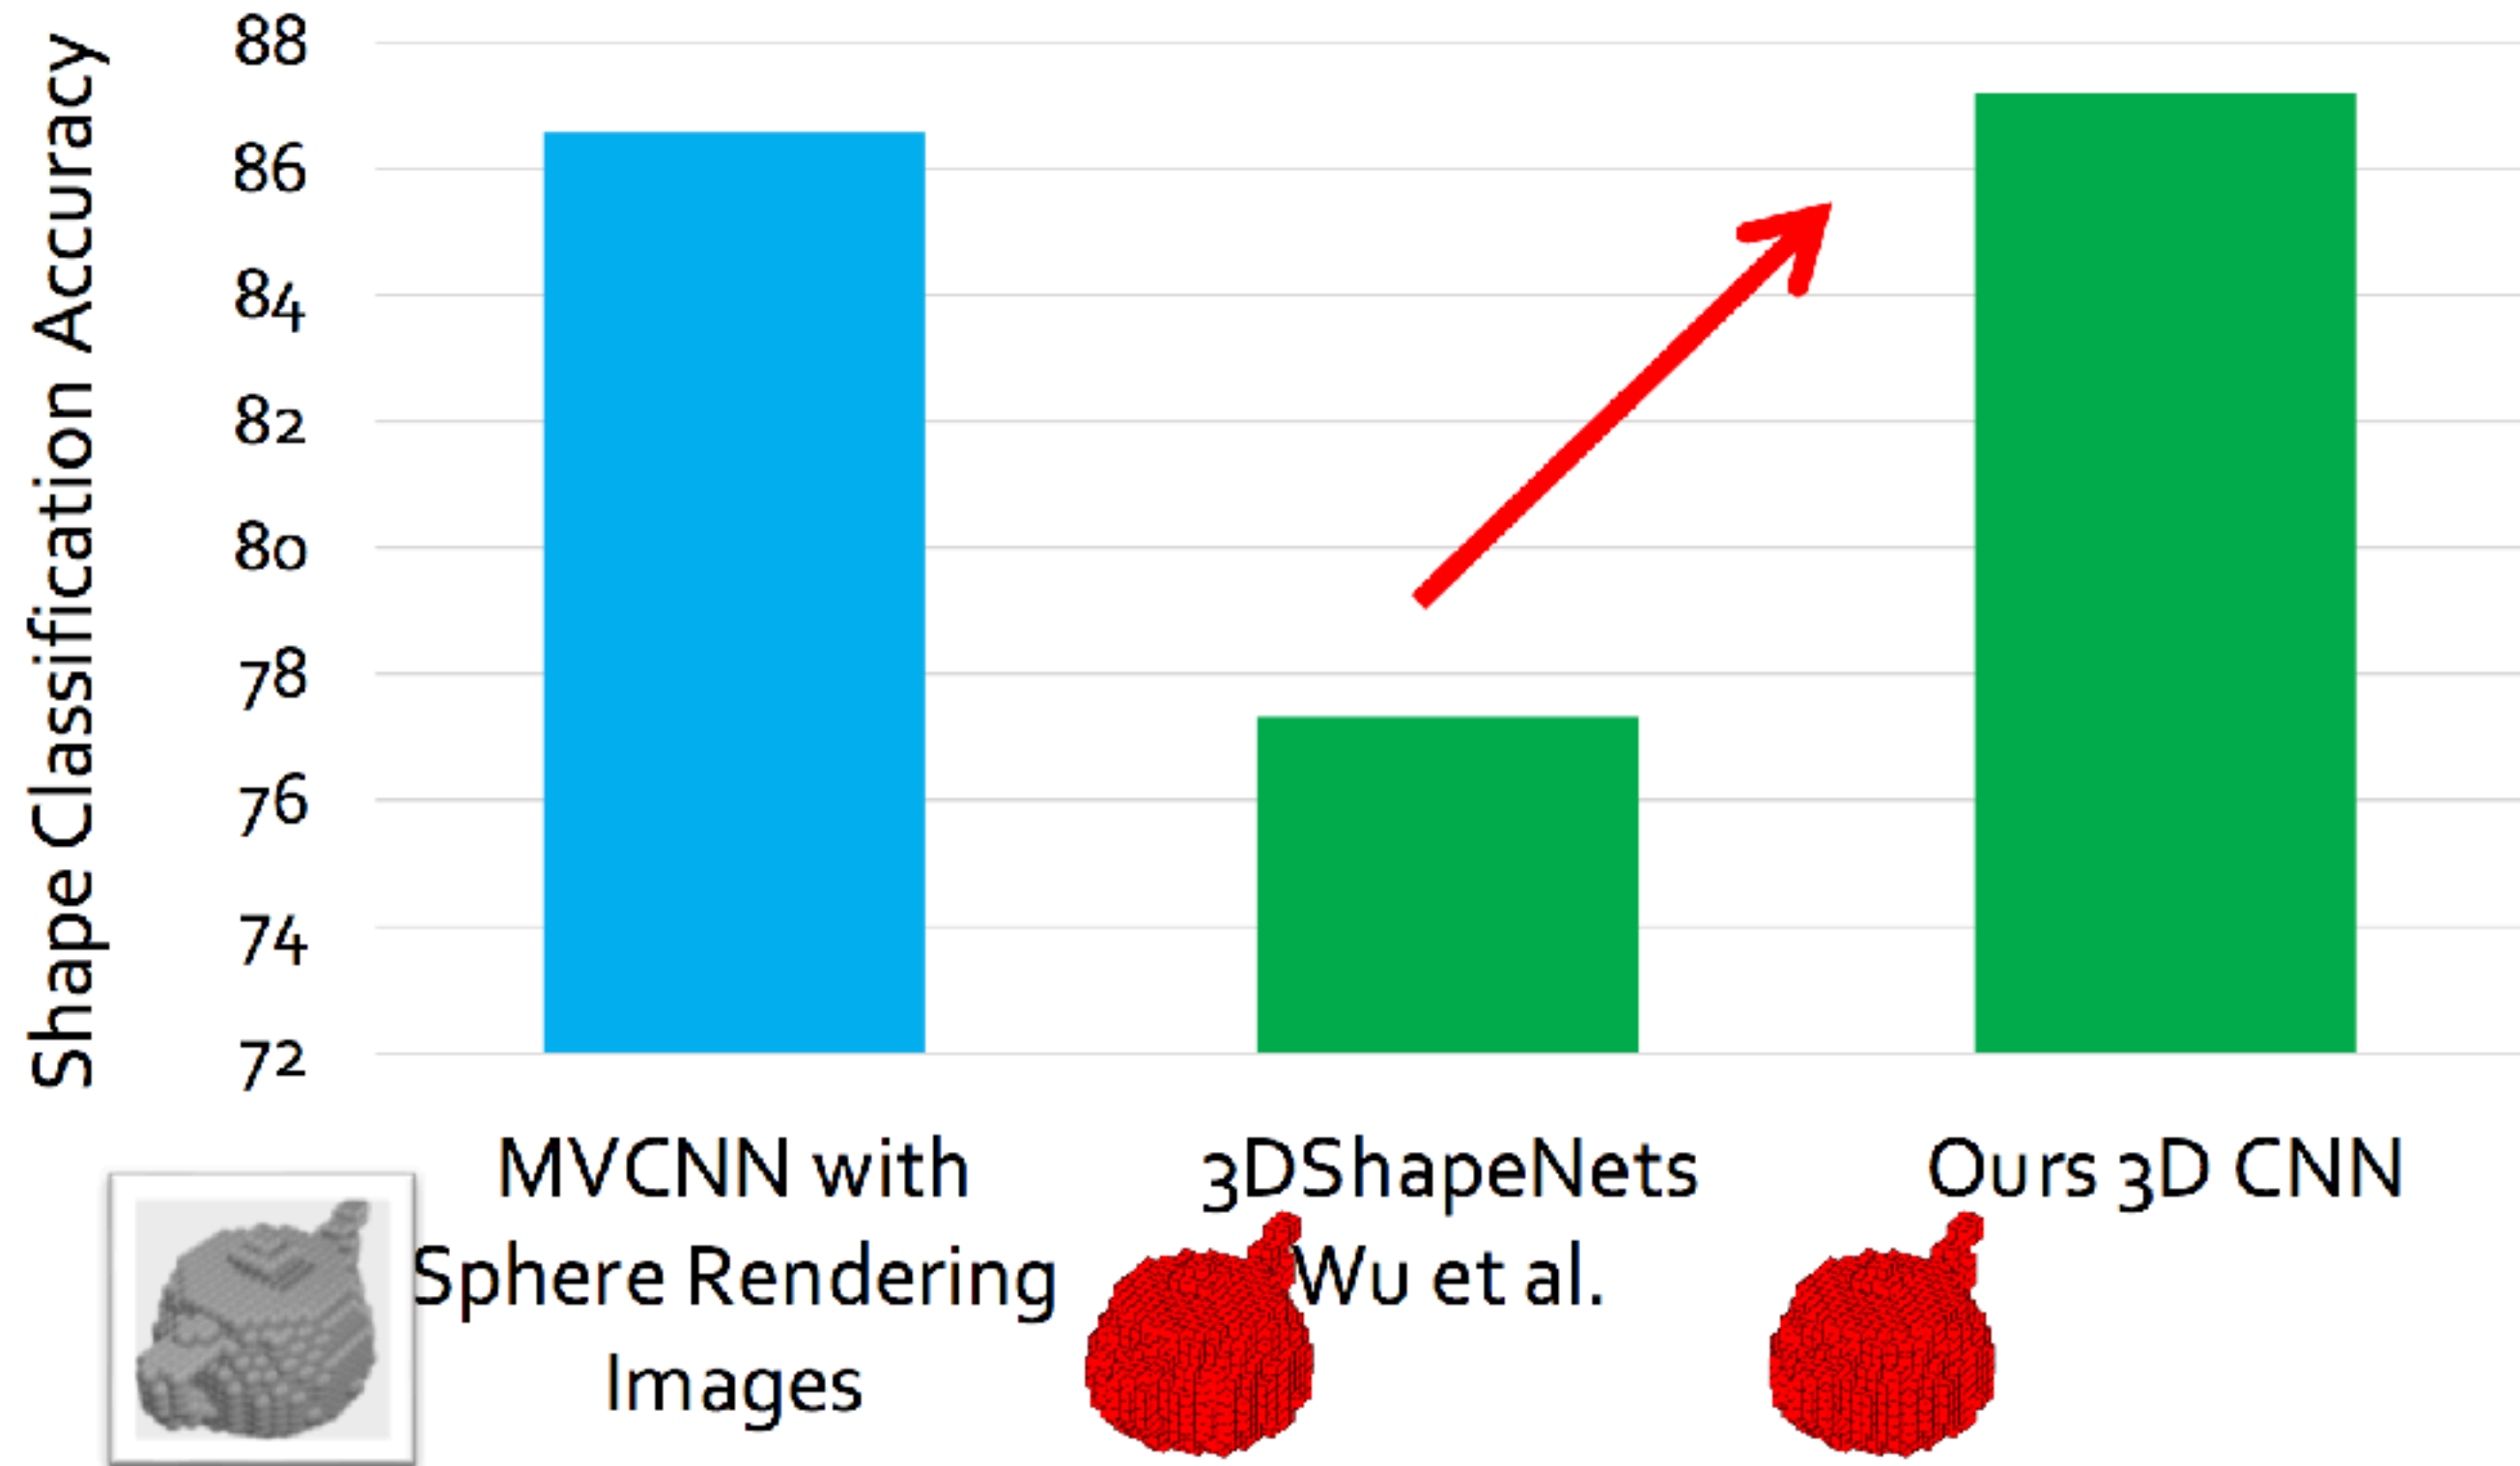 Shape Classification Accuracy
88
86
84
82
80
78
76
74
72
MVCNN with
Sphere Rendering
Images
3DShapeNets
Wu et al.
Ours 3D CNN